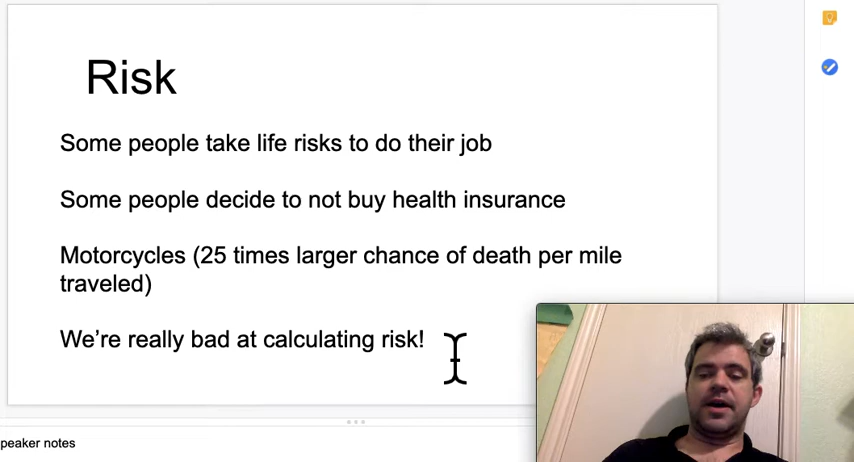 Risk
Some people take life risks to do their job
Some people decide to not buy health insurance
Motorcycles (25 times larger chance of death per mile
traveled)
We’re really bad at calculating risk!
peaker notes